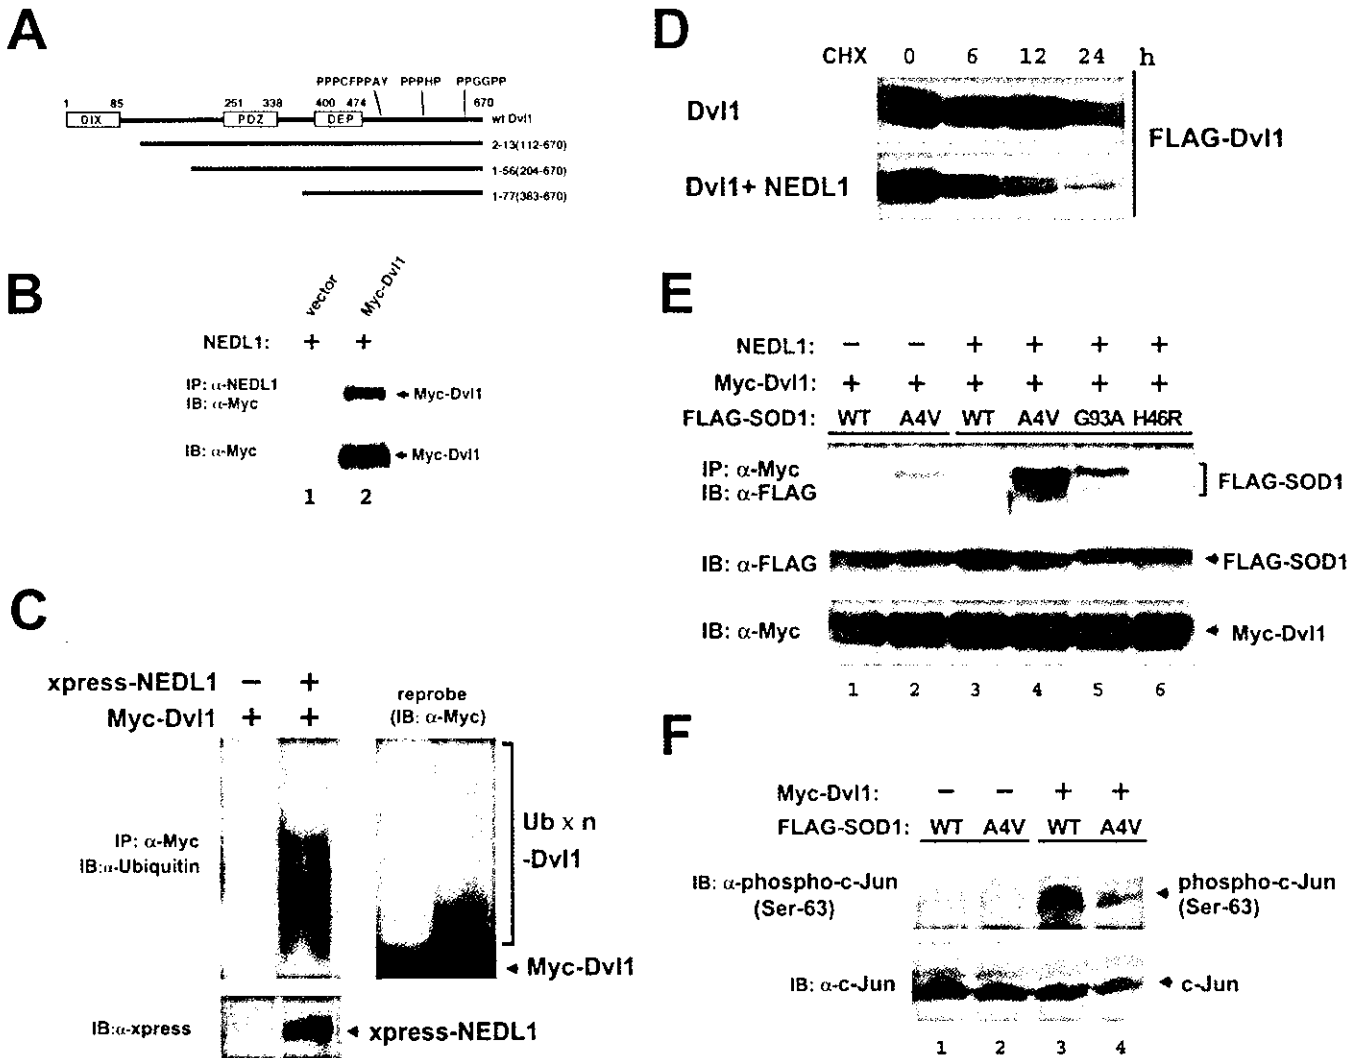 A
PPPCFPPAY PPPHP PPGGPP
1 85 251 338 400 474 670
DIX PDZ DEP wt Dvl1
2-13(112-670)
1-56(204-670)
1-77(383-670)
B
vector Myc-Dvl1
NEDL1: + +
IP: α-NEDL1
IB: α-Myc
Myc-Dvl1
IB: α-Myc
Myc-Dvl1
1 2
C
xpress-NEDL1 − +
Myc-Dvl1 + +
reprobe
(IB: α-Myc)
IP: α-Myc
IB:α-Ubiquitin
Ub x n
-Dvl1
Myc-Dvl1
IB:α-xpress
xpress-NEDL1
D
CHX 0 6 12 24 h
Dvl1
Dvl1+ NEDL1
FLAG-Dvl1
E
NEDL1: − − + + + +
Myc-Dvl1: + + + + + +
FLAG-SOD1: WT A4V WT A4V G93A H46R
IP: α-Myc
IB: α-FLAG
FLAG-SOD1
IB: α-FLAG
FLAG-SOD1
IB: α-Myc
Myc-Dvl1
1 2 3 4 5 6
F
Myc-Dvl1: − − + +
FLAG-SOD1: WT A4V WT A4V
IB: α-phospho-c-Jun
(Ser-63)
phospho-c-Jun
(Ser-63)
IB: α-c-Jun
c-Jun
1 2 3 4